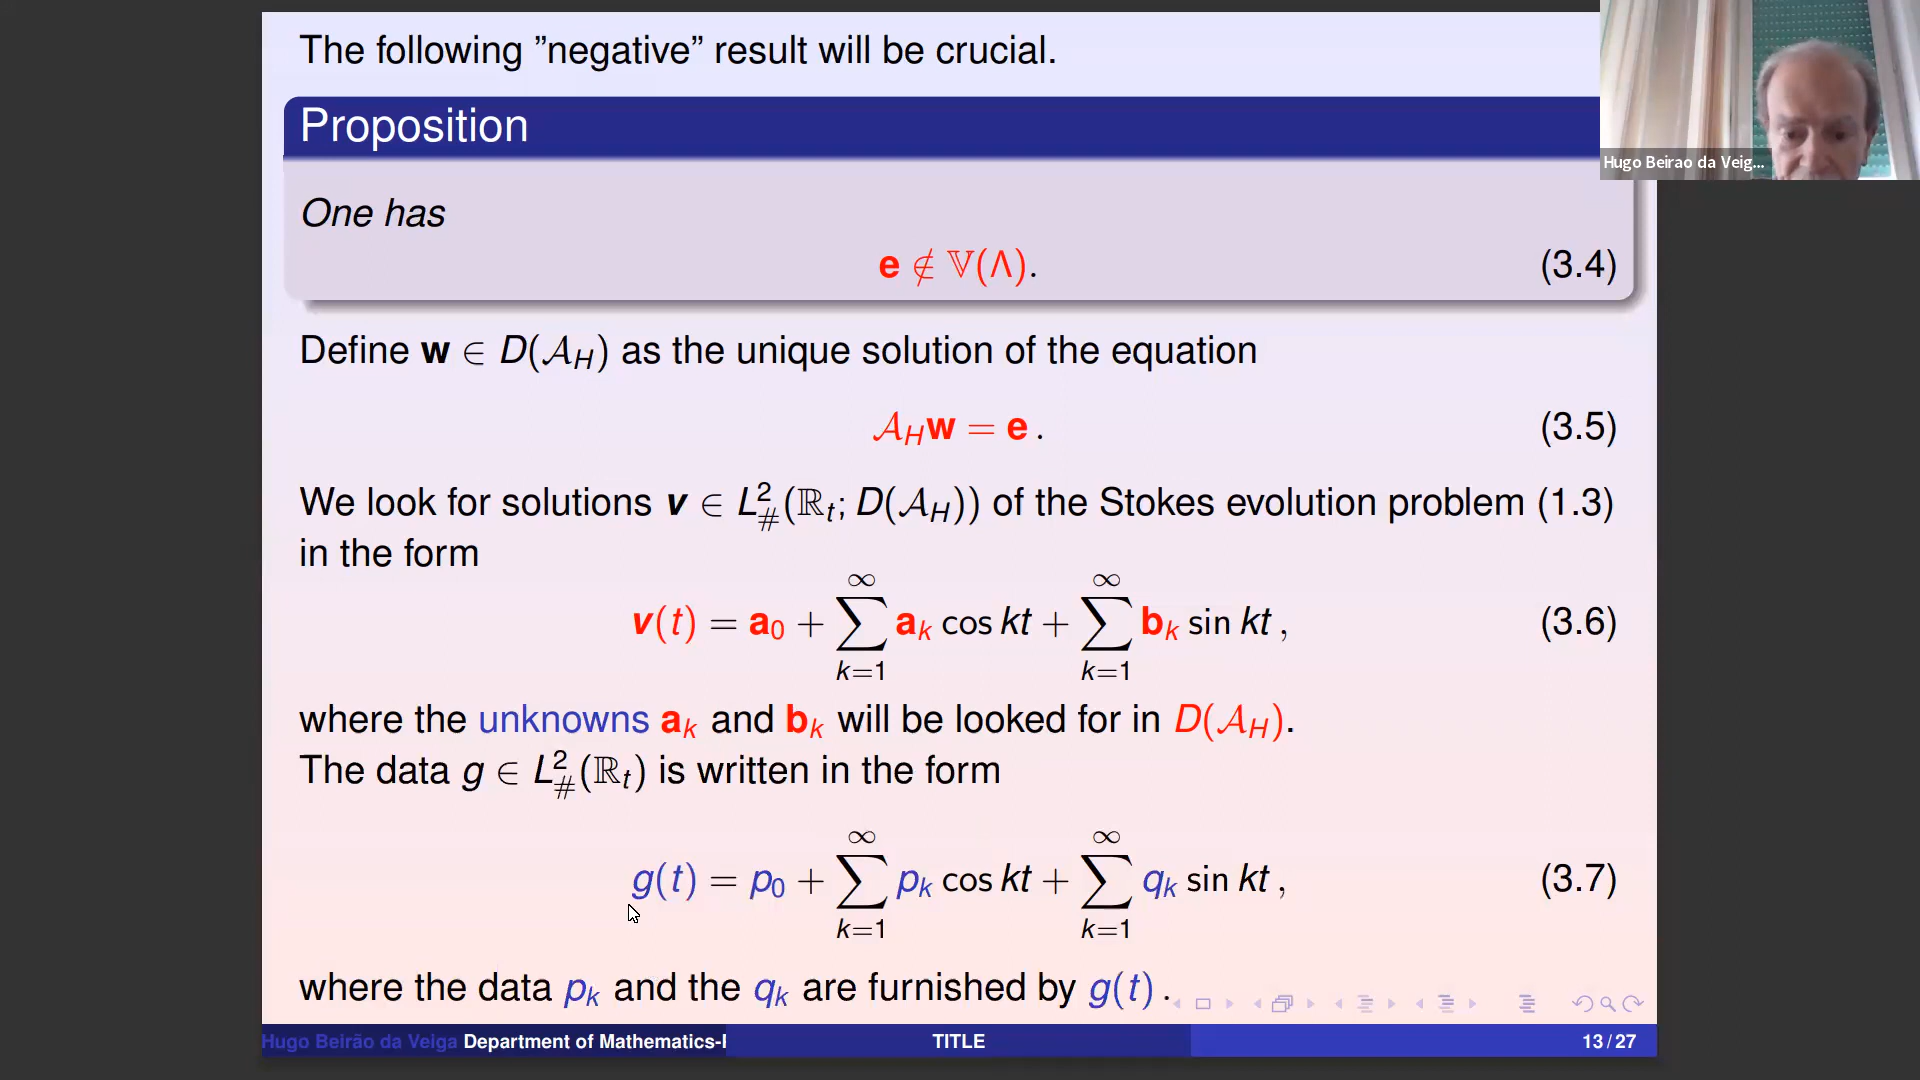 The following ”negative” result will be crucial.
Hugo Beirao da Veig...
Proposition
One has
e ∉ 𝕍(Λ). (3.4)
Define w ∈ D(𝒜_H) as the unique solution of the equation
𝒜_H w = e . (3.5)
We look for solutions v ∈ L²_#(ℝ_t; D(𝒜_H)) of the Stokes evolution problem (1.3)
in the form
v(t) = a_0 + ∑_{k=1}^{∞} a_k cos kt + ∑_{k=1}^{∞} b_k sin kt , (3.6)
where the unknowns a_k and b_k will be looked for in D(𝒜_H).
The data g ∈ L²_#(ℝ_t) is written in the form
g(t) = p_0 + ∑_{k=1}^{∞} p_k cos kt + ∑_{k=1}^{∞} q_k sin kt , (3.7)
where the data p_k and the q_k are furnished by g(t) .
Hugo Beirão da Veiga Department of Mathematics- TITLE 13 / 27